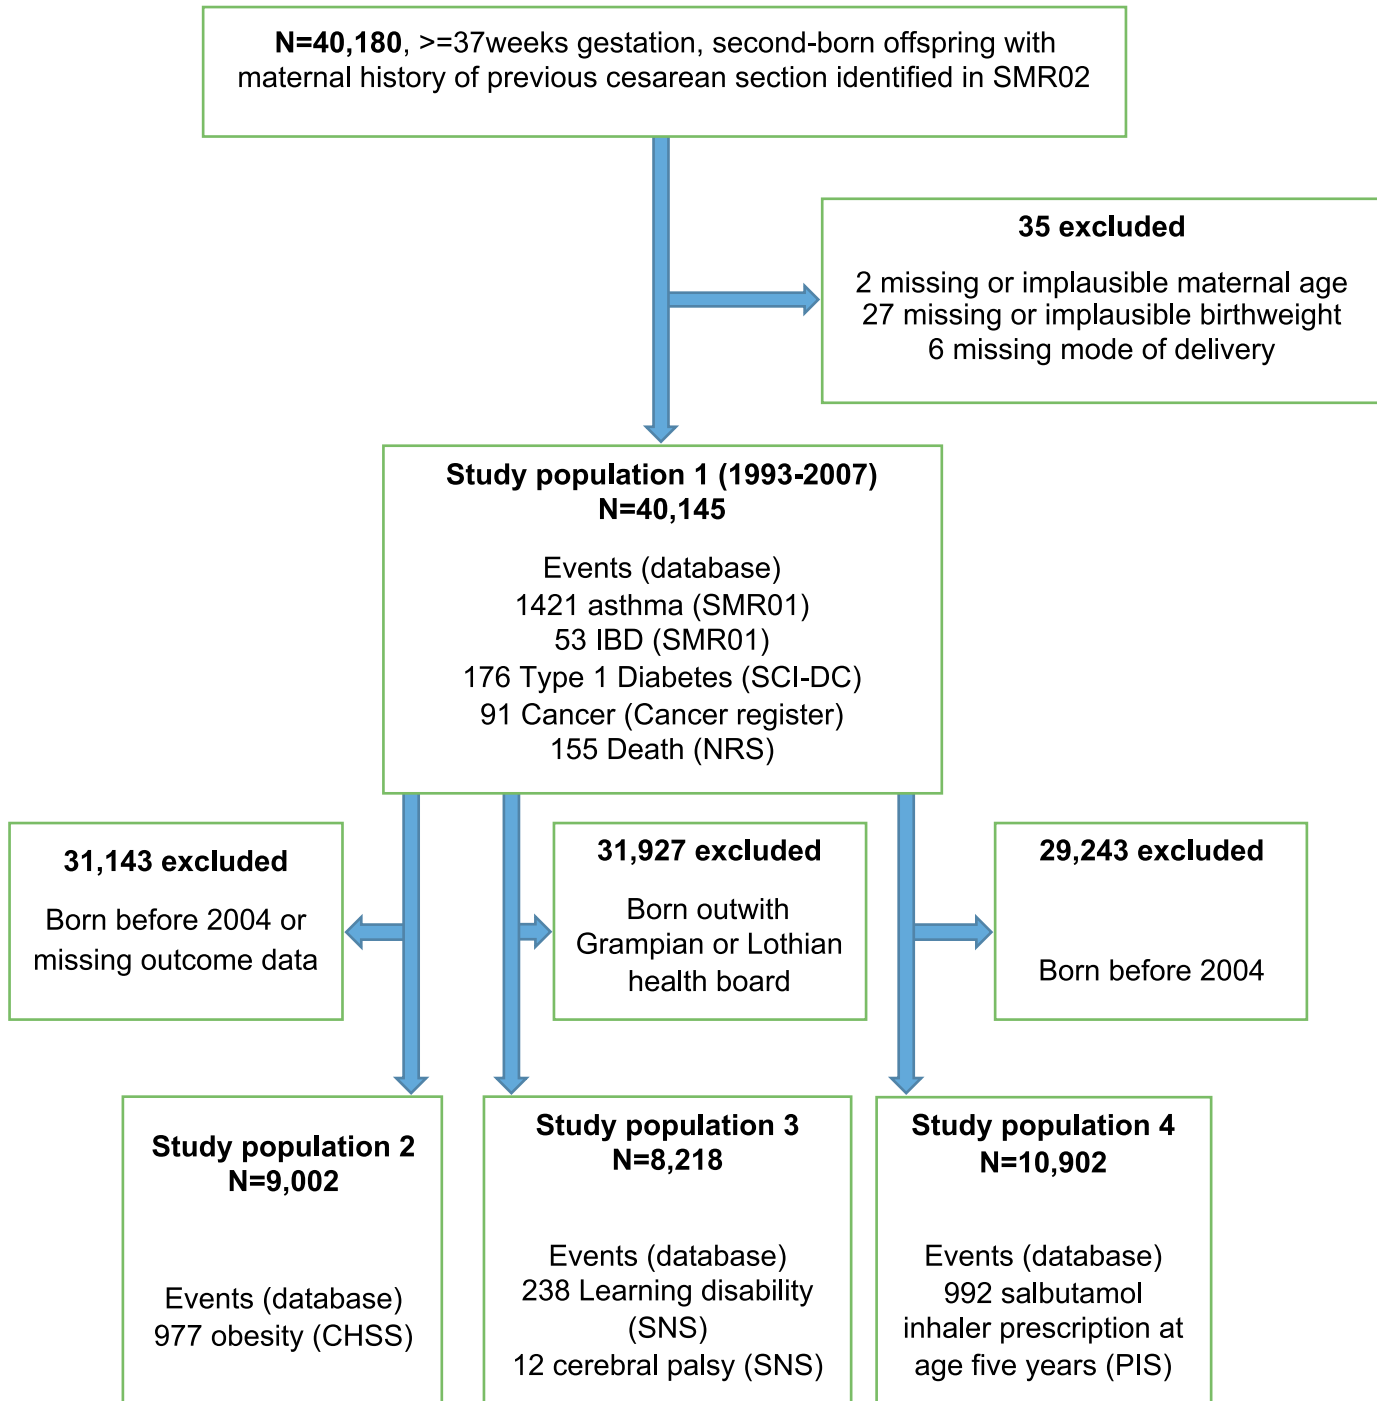 N=40,180, >=37weeks gestation, second-born offspring with
maternal history of previous cesarean section identified in SMR02
35 excluded
2 missing or implausible maternal age
27 missing or implausible birthweight
6 missing mode of delivery
Study population 1 (1993-2007)
N=40,145
Events (database)
1421 asthma (SMR01)
53 IBD (SMR01)
176 Type 1 Diabetes (SCI-DC)
91 Cancer (Cancer register)
155 Death (NRS)
31,143 excluded
Born before 2004 or
missing outcome data
31,927 excluded
Born outwith
Grampian or Lothian
health board
29,243 excluded
Born before 2004
Study population 2
N=9,002
Events (database)
977 obesity (CHSS)
Study population 3
N=8,218
Events (database)
238 Learning disability
(SNS)
12 cerebral palsy (SNS)
Study population 4
N=10,902
Events (database)
992 salbutamol
inhaler prescription at
age five years (PIS)